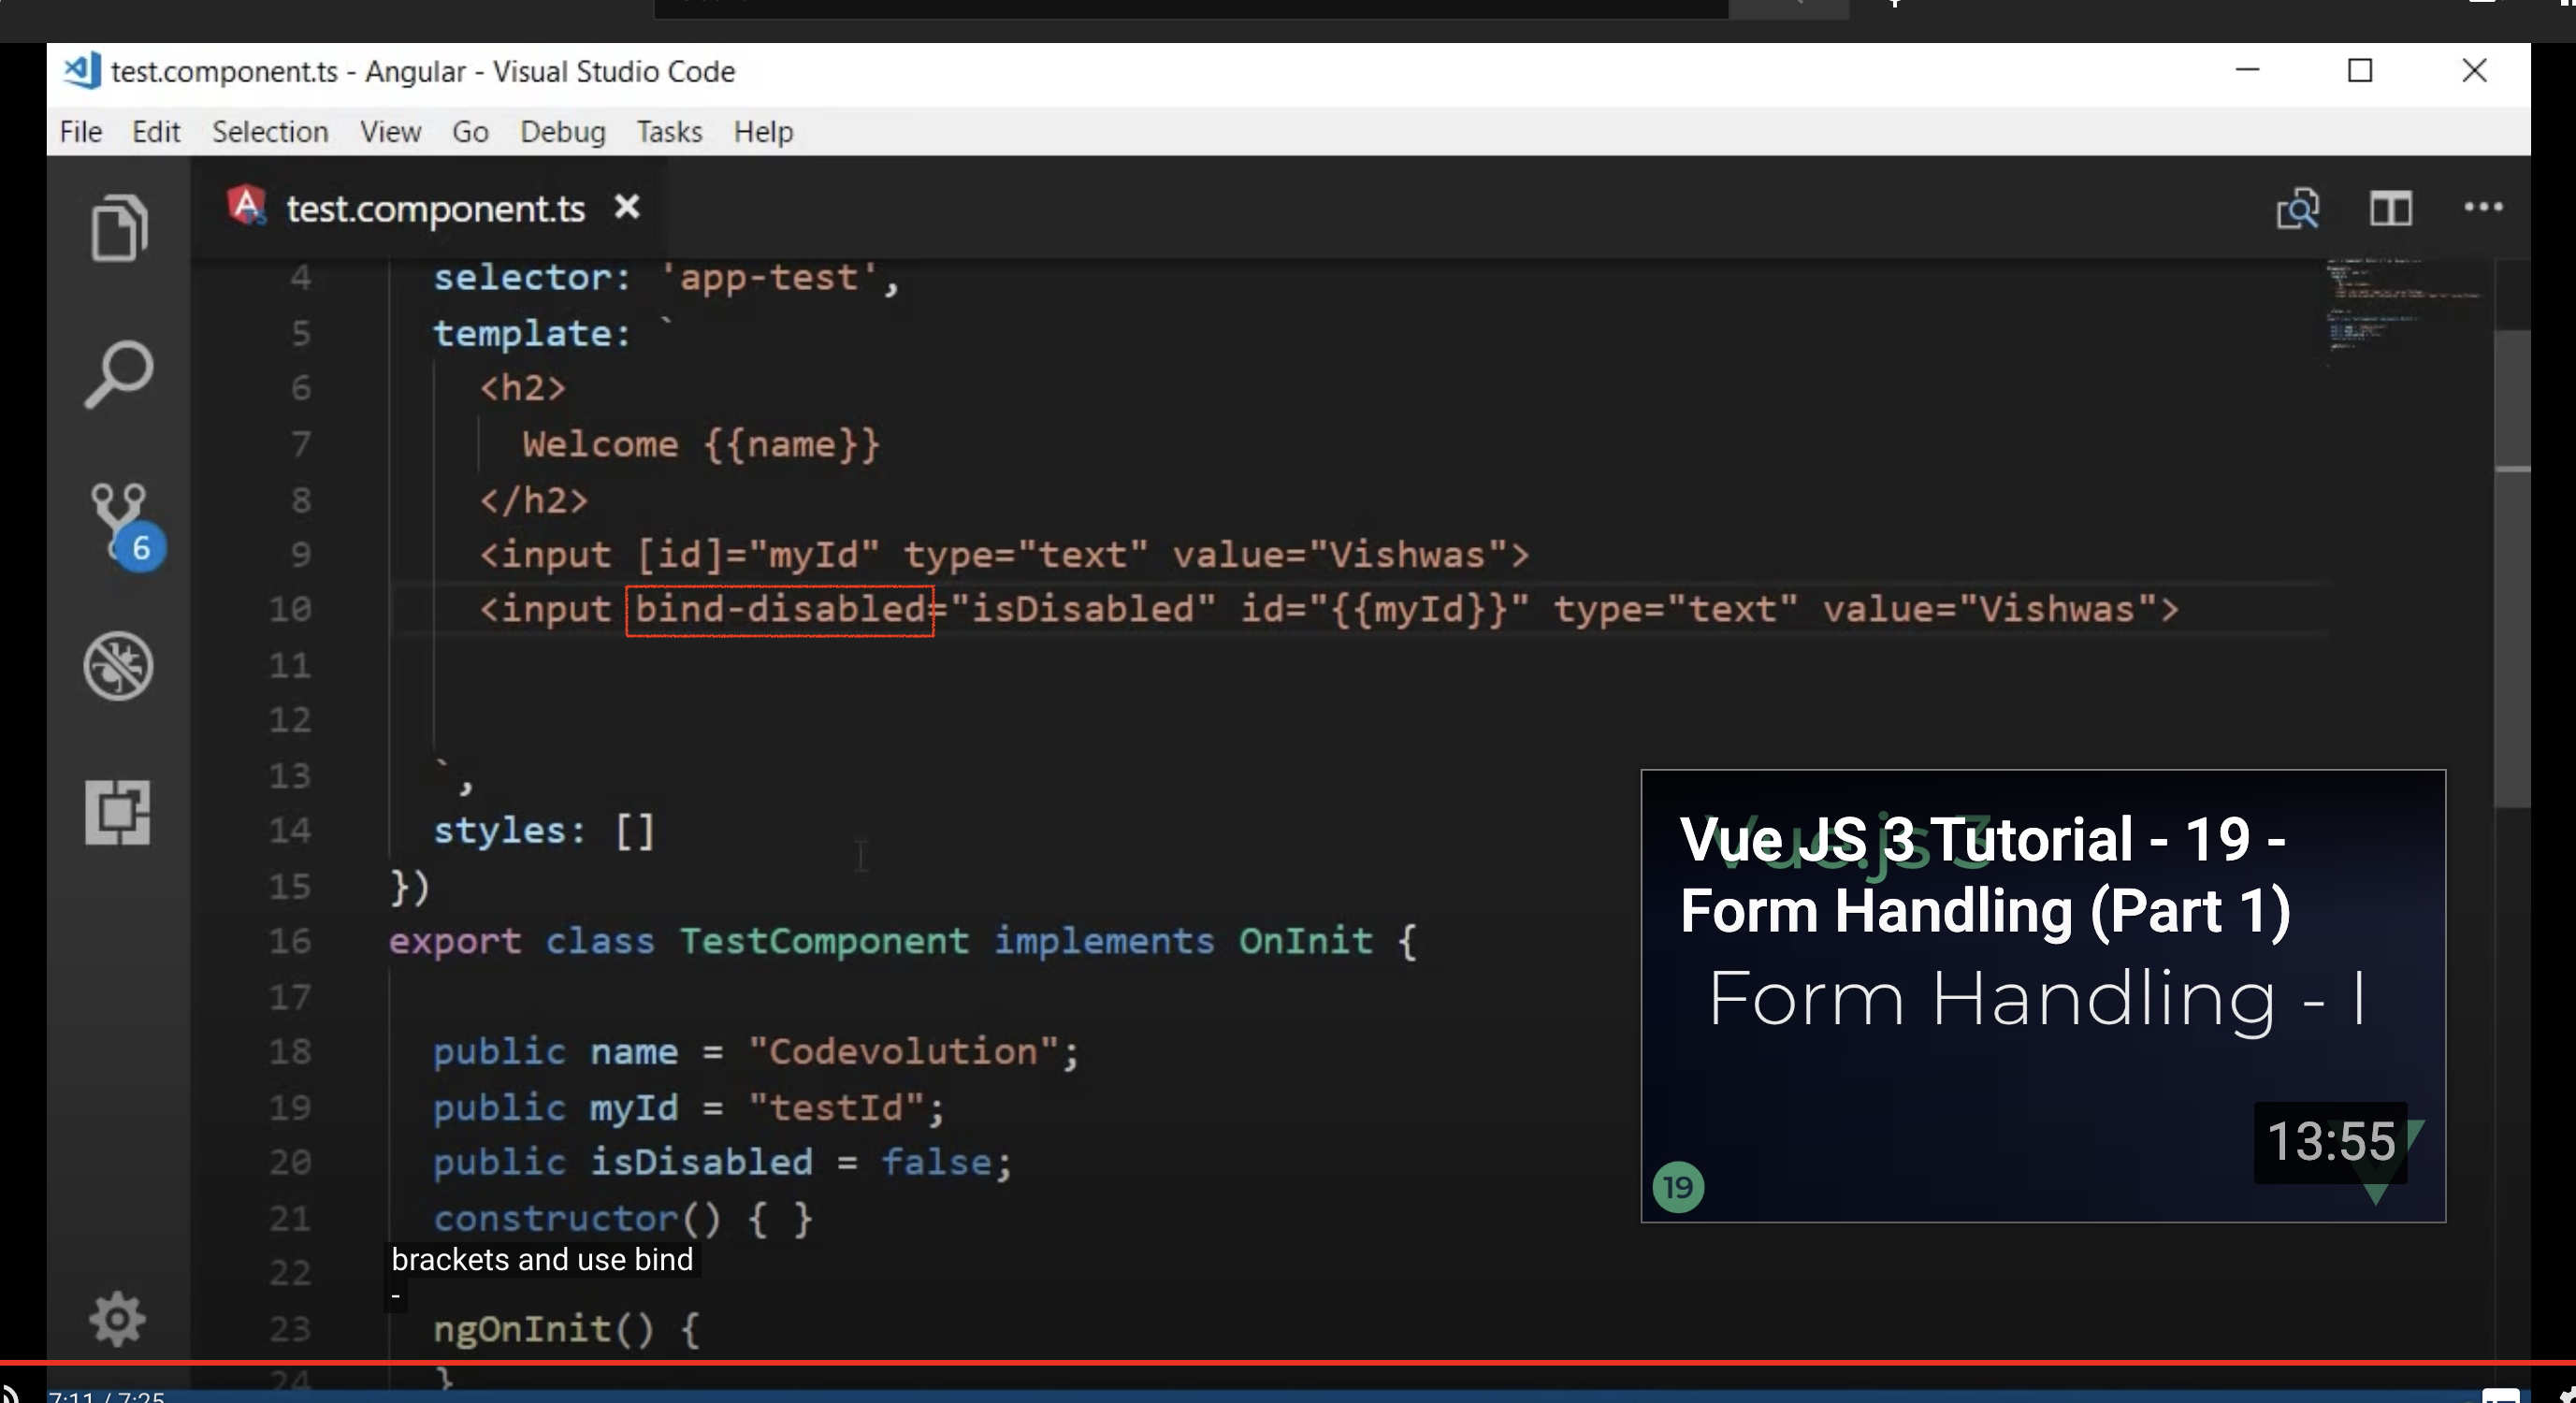 test.component.ts - Angular - Visual Studio Code
File Edit Selection View Go Debug Tasks Help
test.component.ts
4 selector: 'app-test',
5 template: `
6 <h2>
7 Welcome {{name}}
8 </h2>
9 <input [id]="myId" type="text" value="Vishwas">
10 <input bind-disabled="isDisabled" id="{{myId}}" type="text" value="Vishwas">
11
12
13 `,
14 styles: []
15 })
16 export class TestComponent implements OnInit {
17
18 public name = "Codevolution";
19 public myId = "testId";
20 public isDisabled = false;
21 constructor() { }
22
23 ngOnInit() {
24 }
6
brackets and use bind
-
Vue JS 3 Tutorial - 19 -
Form Handling (Part 1)
Vue.js 3
Form Handling - I
13:55
19
7:11 / 7:25